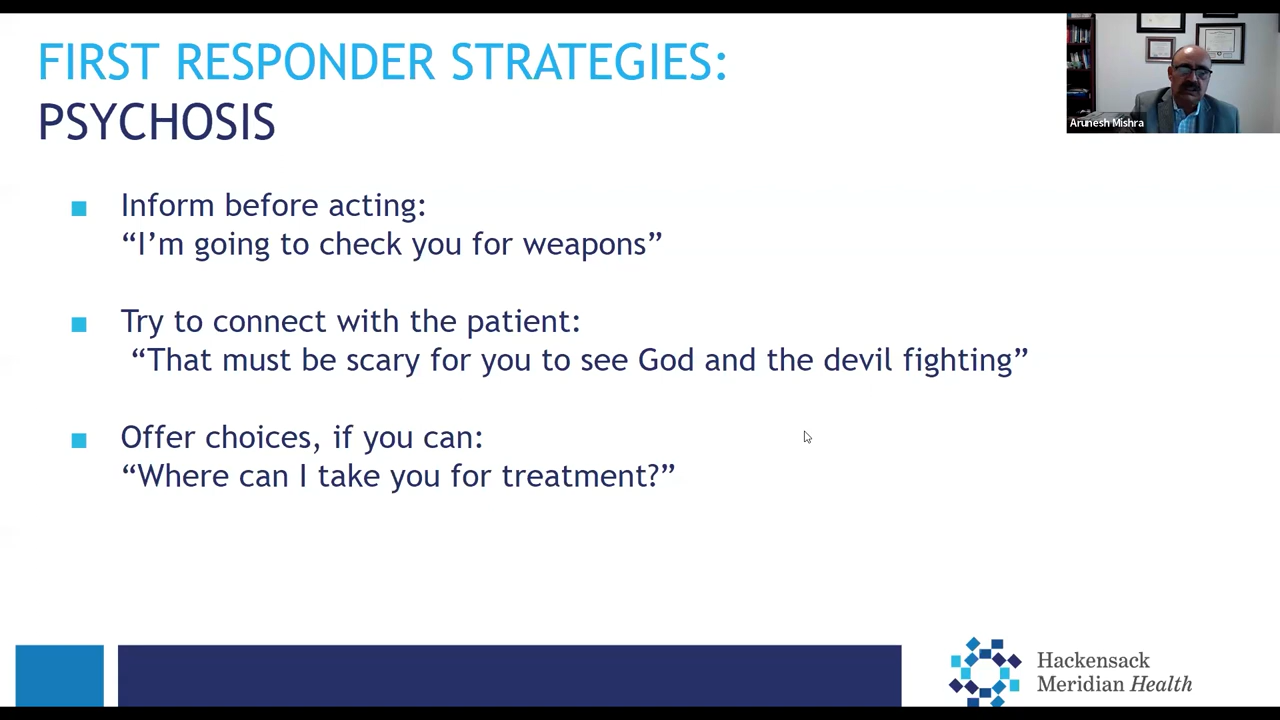 FIRST RESPONDER STRATEGIES:
PSYCHOSIS
Arunesh Mishra
Inform before acting:
“I’m going to check you for weapons”
Try to connect with the patient:
“That must be scary for you to see God and the devil fighting”
Offer choices, if you can:
“Where can I take you for treatment?”
Hackensack
Meridian Health